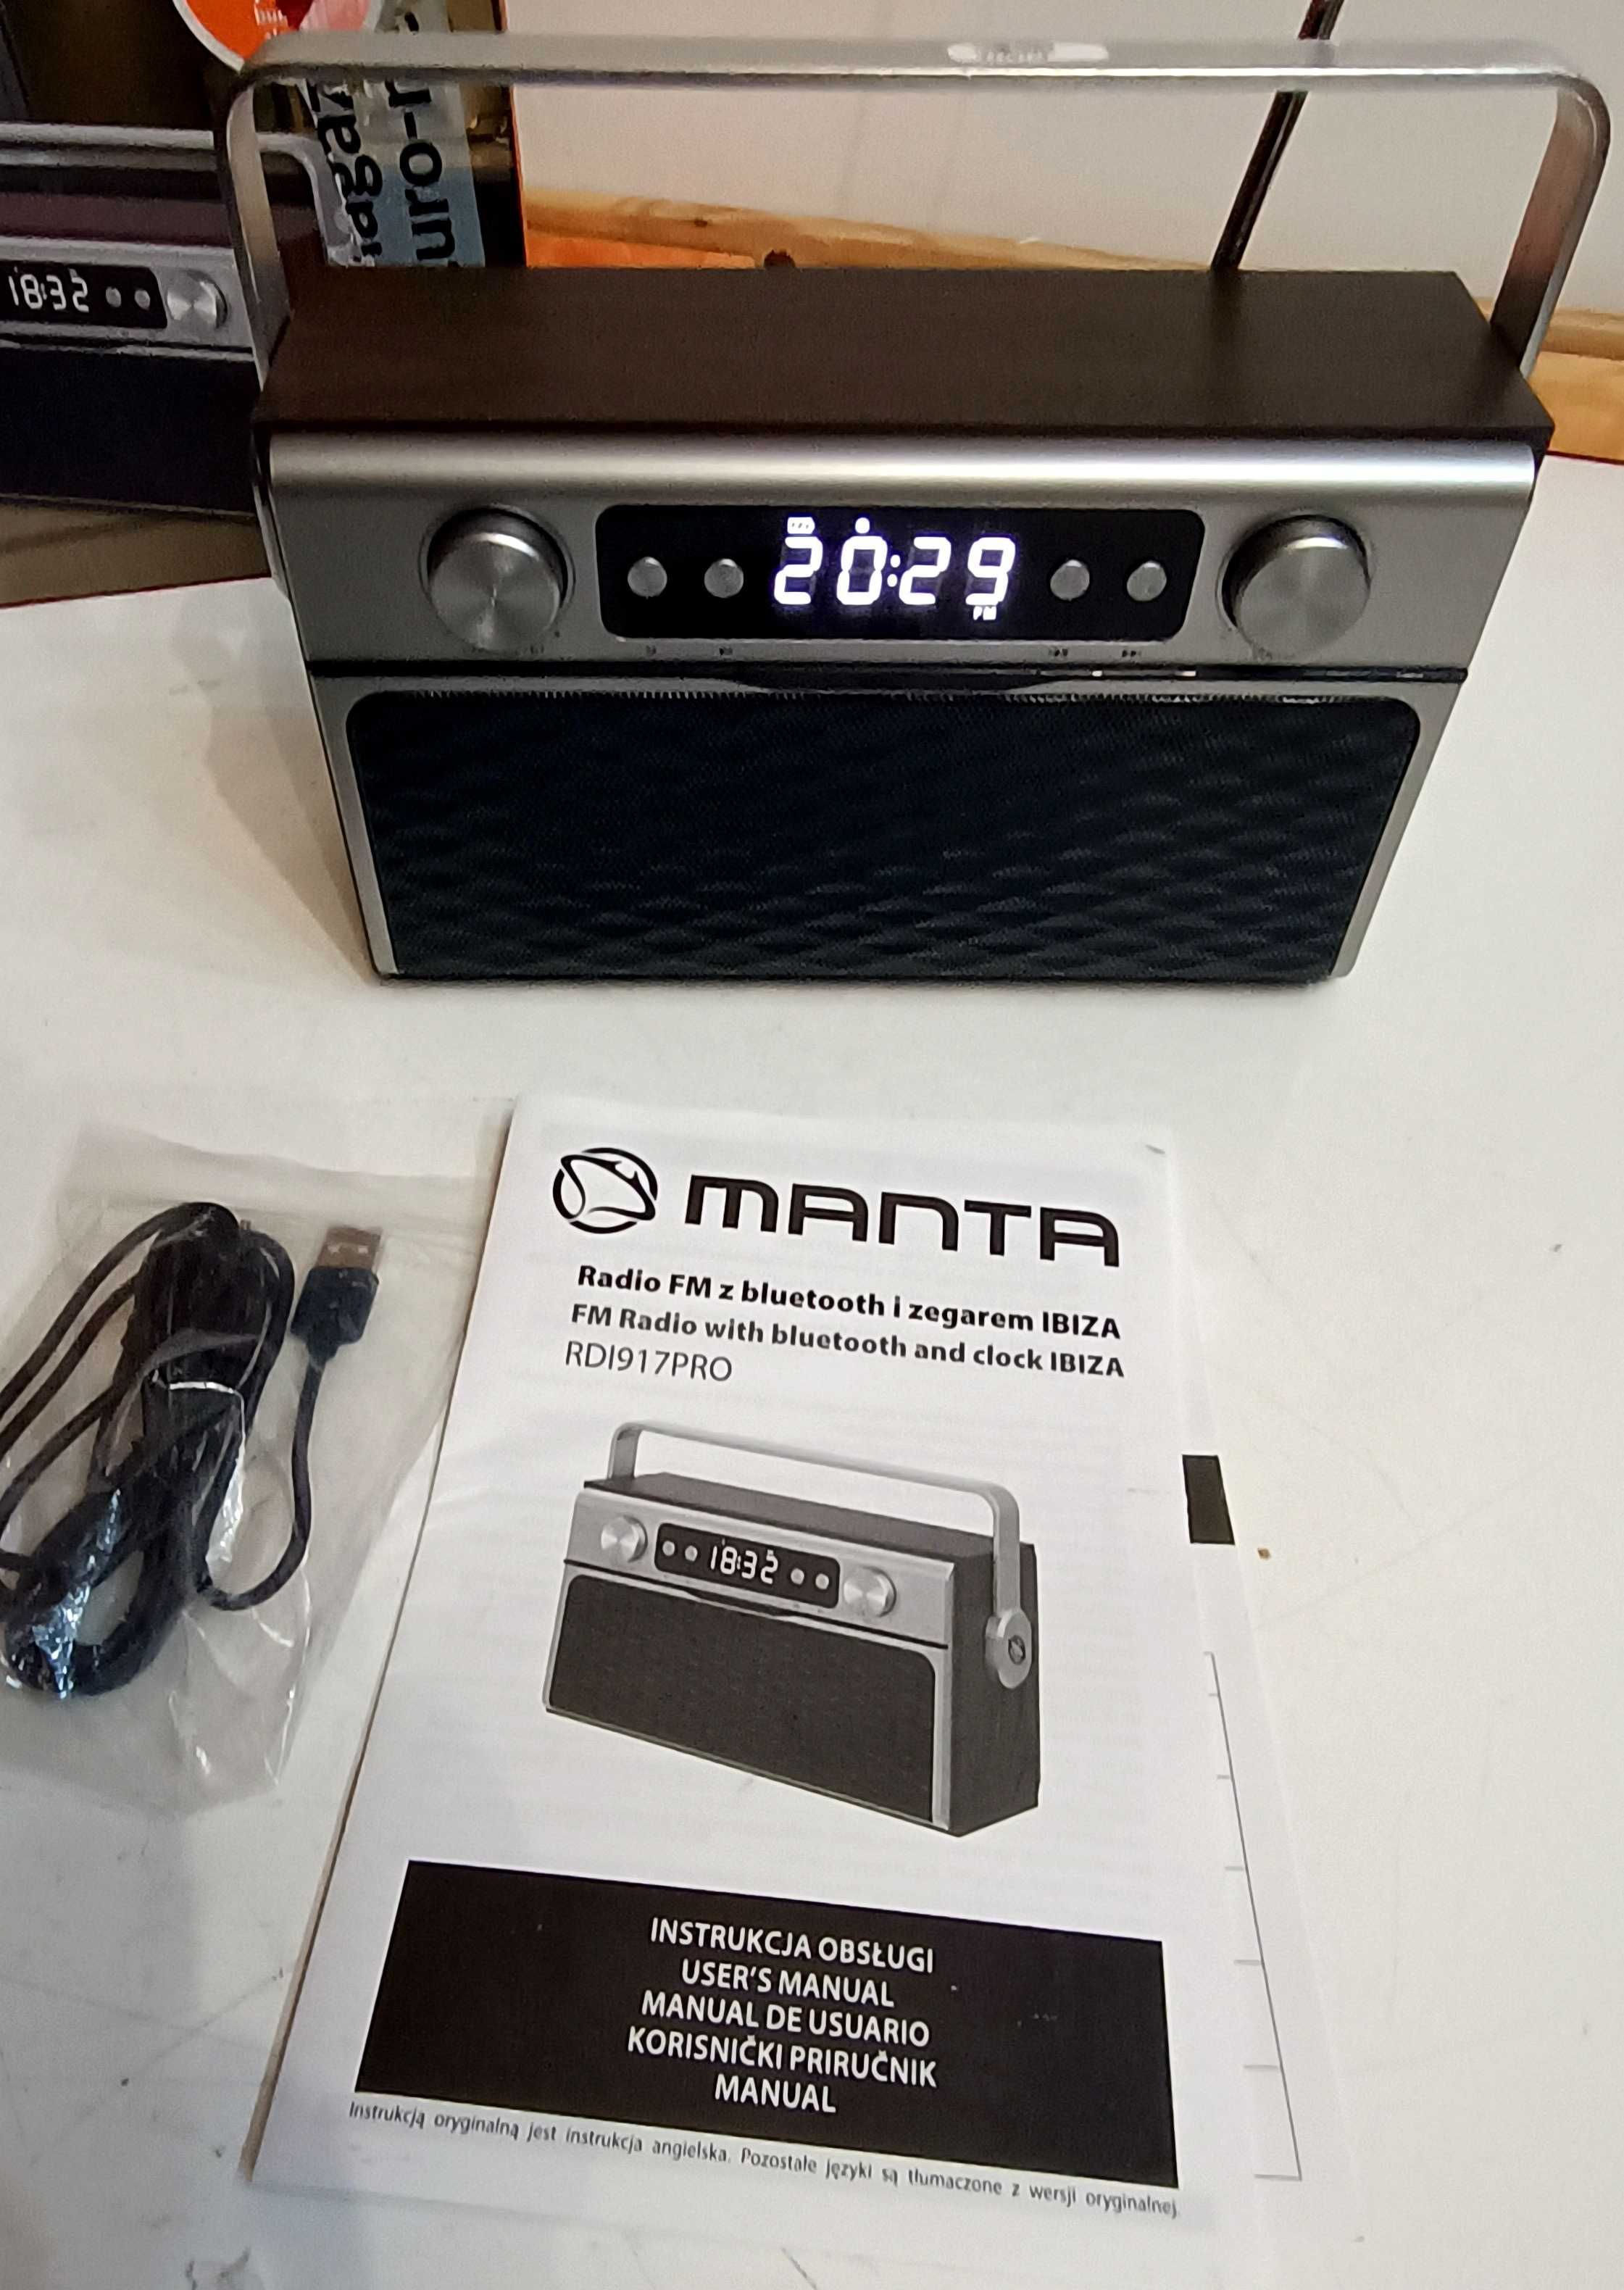 18:32
20:29
PM
MANTA
Radio FM z bluetooth i zegarem IBIZA
FM Radio with bluetooth and clock IBIZA
RDI917PRO
18:32
INSTRUKCJA OBSŁUGI
USER'S MANUAL
MANUAL DE USUARIO
KORISNIČKI PRIRUČNIK
MANUAL
Instrukcją oryginalną jest instrukcja angielska. Pozostałe języki są tłumaczone z wersji oryginalnej